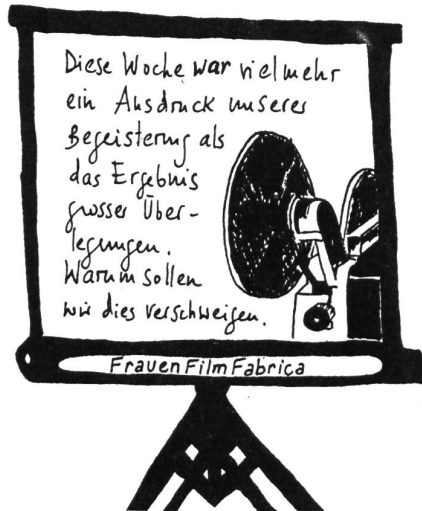 Diese Woche war vielmehr
ein Ausdruck unseres
Begeisterung als
das Ergebnis
grosser Über-
legungen.
Warum sollen
wir dies verschweigen.
FrauenFilmFabrica